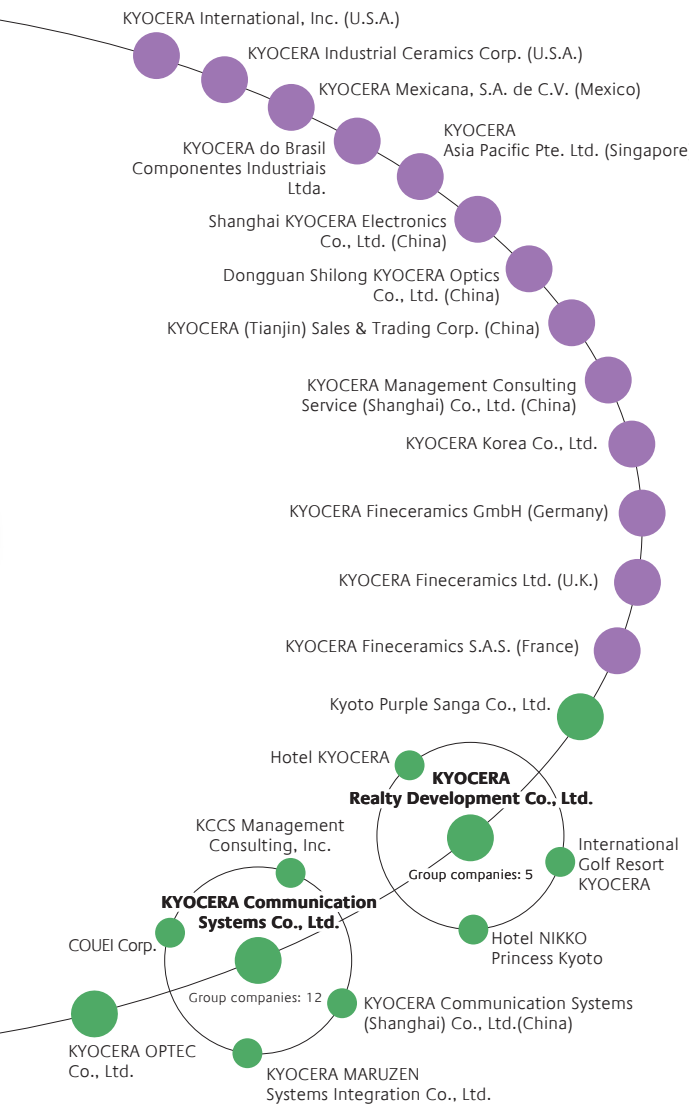 KYOCERA International, Inc. (U.S.A.)
KYOCERA Industrial Ceramics Corp. (U.S.A.)
KYOCERA Mexicana, S.A. de C.V. (Mexico)
KYOCERA do Brasil
Componentes Industriais
Ltda.
KYOCERA
Asia Pacific Pte. Ltd. (Singapore
Shanghai KYOCERA Electronics
Co., Ltd. (China)
Dongguan Shilong KYOCERA Optics
Co., Ltd. (China)
KYOCERA (Tianjin) Sales & Trading Corp. (China)
KYOCERA Management Consulting
Service (Shanghai) Co., Ltd. (China)
KYOCERA Korea Co., Ltd.
KYOCERA Fineceramics GmbH (Germany)
KYOCERA Fineceramics Ltd. (U.K.)
KYOCERA Fineceramics S.A.S. (France)
Kyoto Purple Sanga Co., Ltd.
Hotel KYOCERA
KYOCERA
Realty Development Co., Ltd.
Group companies: 5
International
Golf Resort
KYOCERA
Hotel NIKKO
Princess Kyoto
KCCS Management
Consulting, Inc.
KYOCERA Communication
Systems Co., Ltd.
COUEI Corp.
Group companies: 12
KYOCERA Communication Systems
(Shanghai) Co., Ltd.(China)
KYOCERA OPTEC
Co., Ltd.
KYOCERA MARUZEN
Systems Integration Co., Ltd.